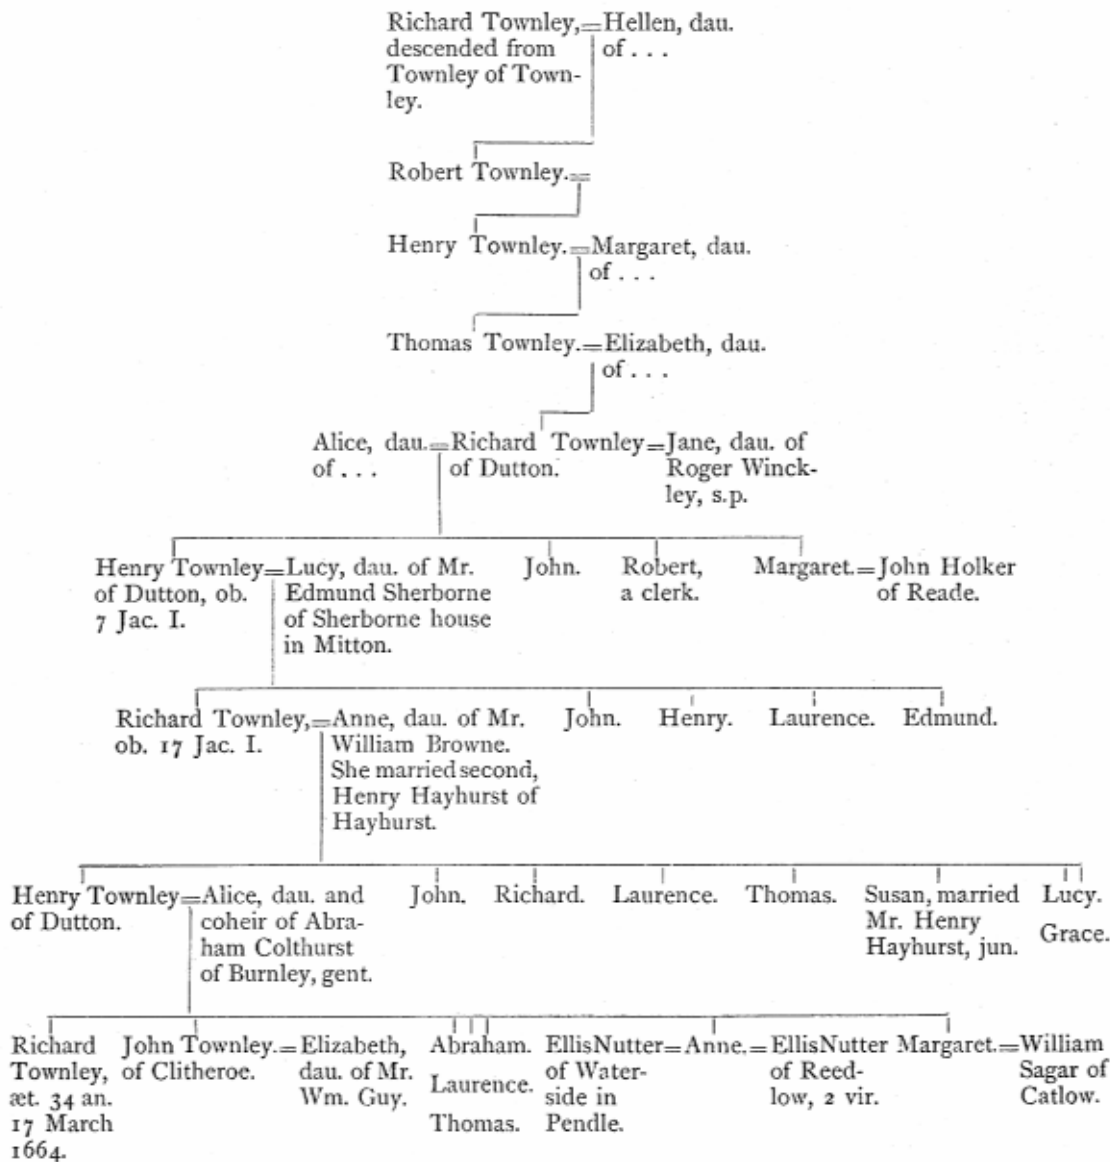 Richard Townley,=Hellen, dau.
descended from of . . .
Townley of Town-
ley.
Robert Townley.=
Henry Townley.=Margaret, dau.
of . . .
Thomas Townley.=Elizabeth, dau.
of . . .
Alice, dau.=Richard Townley=Jane, dau. of
of . . . of Dutton. Roger Winck-
ley, s.p.
Henry Townley=Lucy, dau. of Mr. John. Robert, Margaret.=John Holker
of Dutton, ob. Edmund Sherborne a clerk. of Reade.
7 Jac. I. of Sherborne house
in Mitton.
Richard Townley,=Anne, dau. of Mr. John. Henry. Laurence. Edmund.
ob. 17 Jac. I. William Browne.
She married second,
Henry Hayhurst of
Hayhurst.
Henry Townley=Alice, dau. and John. Richard. Laurence. Thomas. Susan, married Lucy.
of Dutton. coheir of Abra- Mr. Henry
ham Colthurst Hayhurst, jun. Grace.
of Burnley, gent.
Richard John Townley.=Elizabeth, Abraham. Ellis Nutter=Anne.=Ellis Nutter Margaret.=William
Townley, of Clitheroe. dau. of Mr. Laurence. of Water- of Reed- Sagar of
æt. 34 an. Wm. Guy. Thomas. side in low, 2 vir. Catlow.
17 March Pendle.
1664.